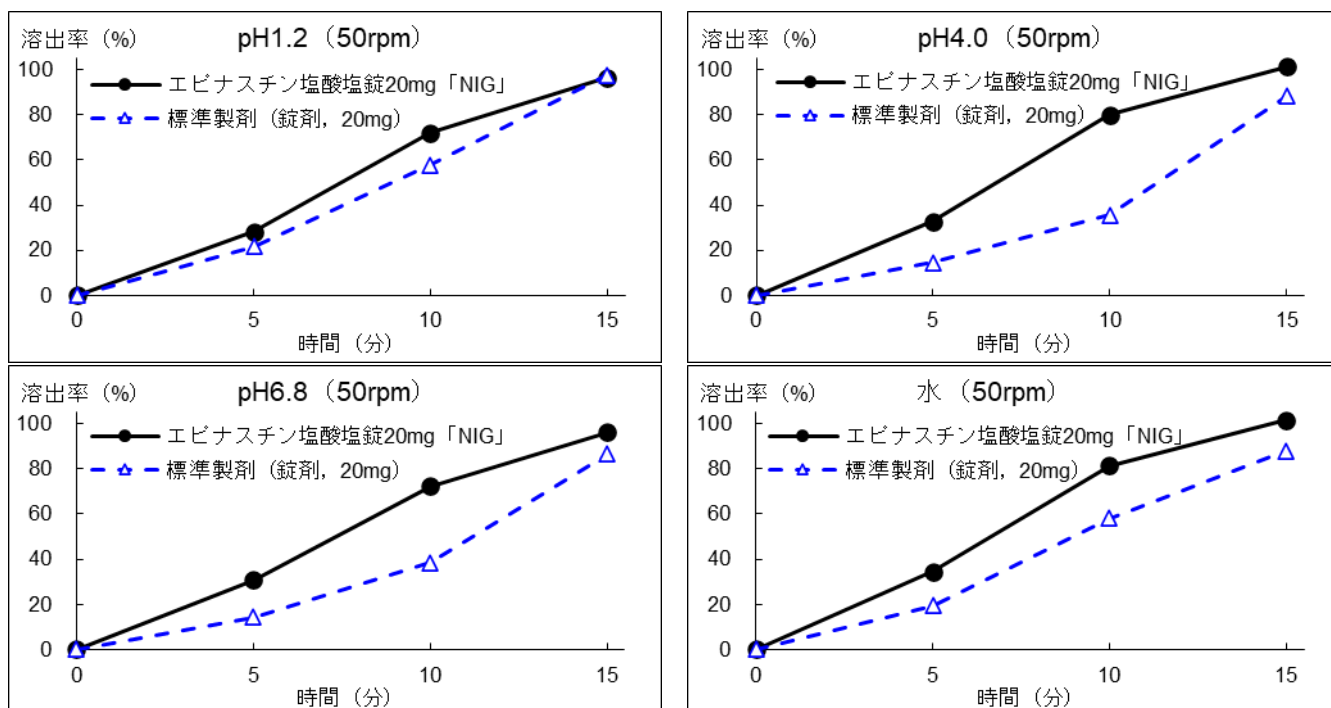 溶出率（%） pH1.2（50rpm）
エピナスチン塩酸塩錠20mg「NIG」
標準製剤（錠剤，20mg）
100
80
60
40
20
0
0 5 10 15
時間（分）
溶出率（%） pH4.0（50rpm）
エピナスチン塩酸塩錠20mg「NIG」
標準製剤（錠剤，20mg）
100
80
60
40
20
0
0 5 10 15
時間（分）
溶出率（%） pH6.8（50rpm）
エピナスチン塩酸塩錠20mg「NIG」
標準製剤（錠剤，20mg）
100
80
60
40
20
0
0 5 10 15
時間（分）
溶出率（%） 水（50rpm）
エピナスチン塩酸塩錠20mg「NIG」
標準製剤（錠剤，20mg）
100
80
60
40
20
0
0 5 10 15
時間（分）